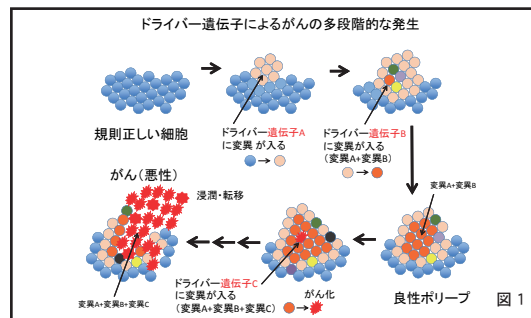 ドライバー遺伝子によるがんの多段階的な発生
規則正しい細胞
ドライバー遺伝子A
に変異が入る
ドライバー遺伝子B
に変異が入る
(変異A+変異B)
がん(悪性)
浸潤・転移
変異A+変異B+変異C
ドライバー遺伝子C
に変異が入る
(変異A+変異B+変異C)
がん化
変異A+変異B
良性ポリープ
図1